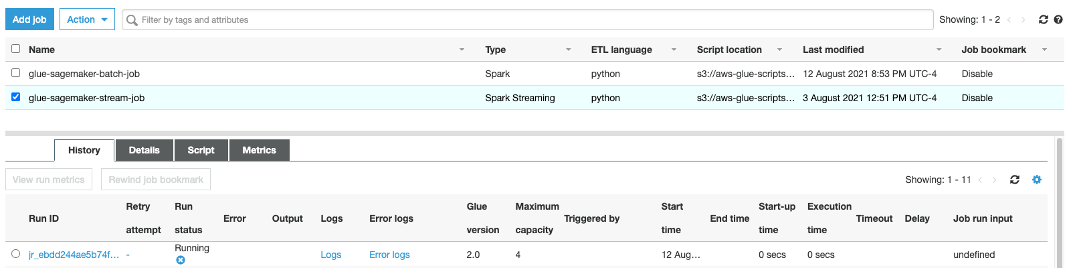 Add job Action Filter by tags and attributes Showing: 1 - 2
Name Type ETL language Script location Last modified Job bookmark
glue-sagemaker-batch-job Spark python s3://aws-glue-scripts... 12 August 2021 8:53 PM UTC-4 Disable
glue-sagemaker-stream-job Spark Streaming python s3://aws-glue-scripts... 3 August 2021 12:51 PM UTC-4 Disable
History Details Script Metrics
View run metrics Rewind job bookmark Showing: 1 - 11
Run ID Retry attempt Run status Error Output Logs Error logs Glue version Maximum capacity Triggered by Start time End time Start-up time Execution time Timeout Delay Job run input
jr_ebdd244ae5b74f... - Running Logs Error logs 2.0 4 12 Aug... 0 secs 0 secs undefined